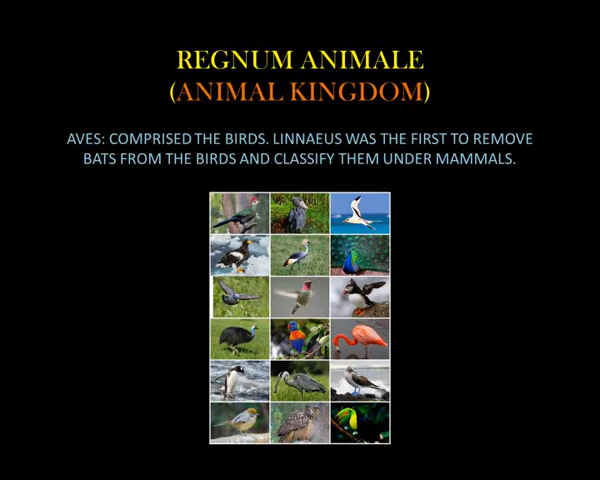 REGNUM ANIMALE
(ANIMAL KINGDOM)
AVES: COMPRISED THE BIRDS. LINNAEUS WAS THE FIRST TO REMOVE
BATS FROM THE BIRDS AND CLASSIFY THEM UNDER MAMMALS.